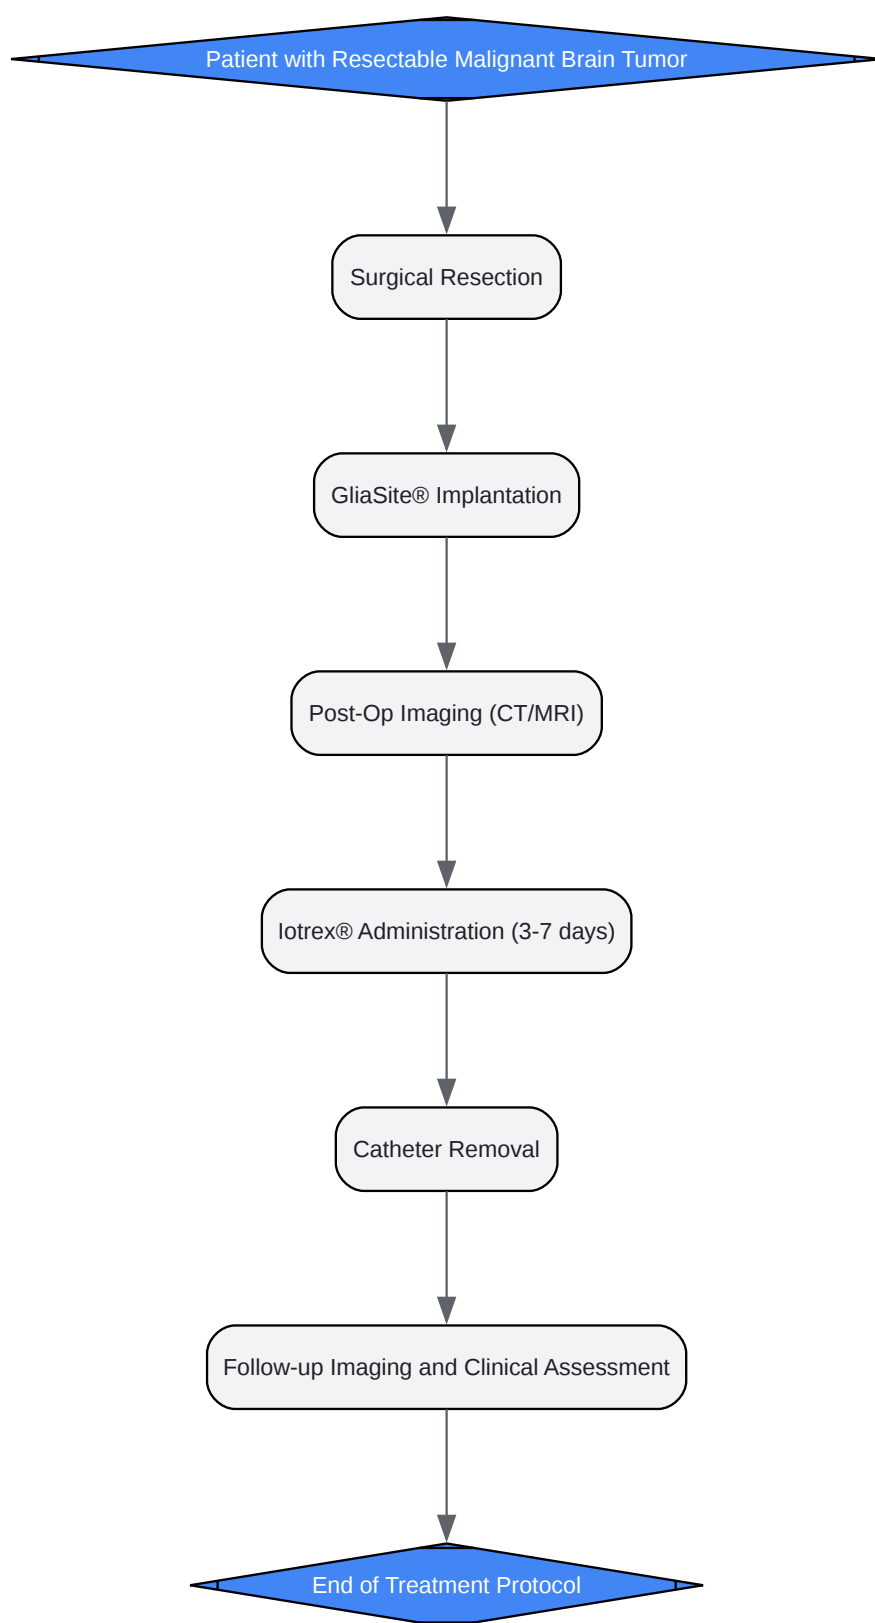 Patient with Resectable Malignant Brain Tumor
Surgical Resection
GliaSite® Implantation
Post-Op Imaging (CT/MRI)
Iotrex® Administration (3-7 days)
Catheter Removal
Follow-up Imaging and Clinical Assessment
End of Treatment Protocol